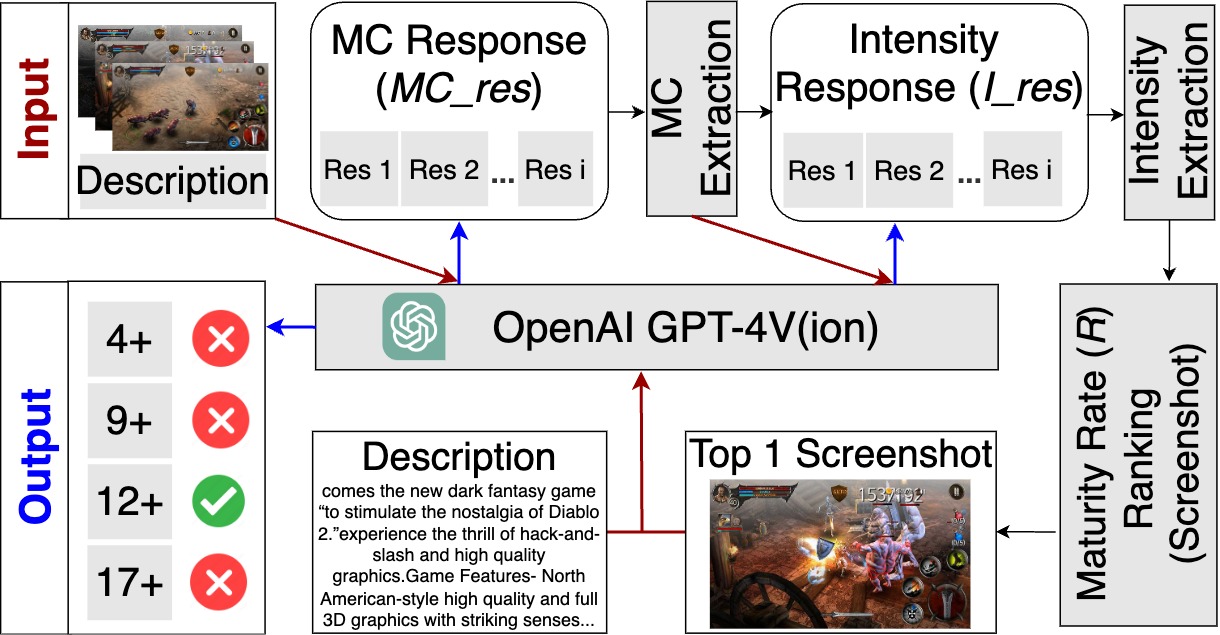 Input
Description
MC Response
(MC_res)
Res 1
Res 2
...
Res i
MC
Extraction
Intensity
Response (I_res)
Res 1
Res 2
...
Res i
Intensity
Extraction
OpenAI GPT-4V(ion)
Output
4+
9+
12+
17+
Description
comes the new dark fantasy game
“to stimulate the nostalgia of Diablo
2.”experience the thrill of hack-and-
slash and high quality
graphics.Game Features- North
American-style high quality and full
3D graphics with striking senses...
Top 1 Screenshot
Maturity Rate (R)
Ranking
(Screenshot)